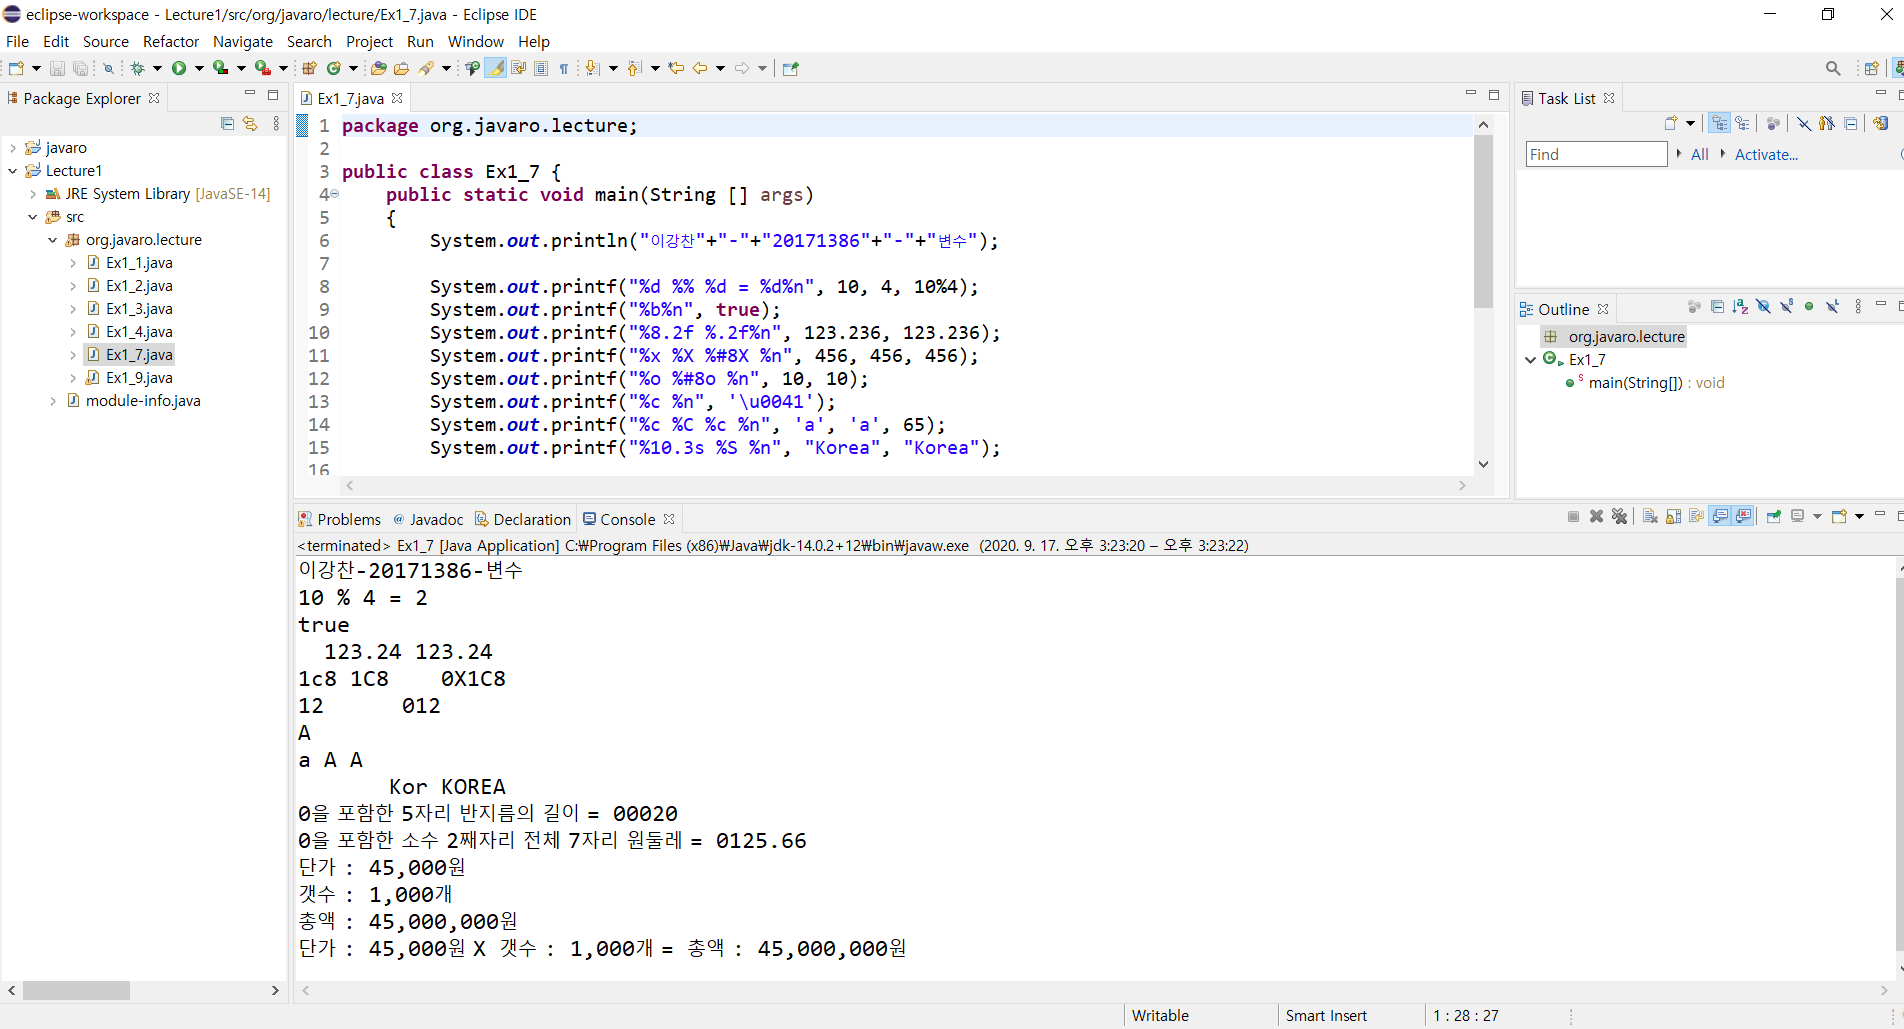 eclipse-workspace - Lecture1/src/org/javaro/lecture/Ex1_7.java - Eclipse IDE
File Edit Source Refactor Navigate Search Project Run Window Help
Package Explorer
javaro
Lecture1
JRE System Library [JavaSE-14]
src
org.javaro.lecture
Ex1_1.java
Ex1_2.java
Ex1_3.java
Ex1_4.java
Ex1_7.java
Ex1_9.java
module-info.java
Ex1_7.java
1 package org.javaro.lecture;
2
3 public class Ex1_7 {
4 public static void main(String [] args)
5 {
6 System.out.println("이강찬"+"-"+"20171386"+"-"+"변수");
7
8 System.out.printf("%d %% %d = %d%n", 10, 4, 10%4);
9 System.out.printf("%b%n", true);
10 System.out.printf("%8.2f %.2f%n", 123.236, 123.236);
11 System.out.printf("%x %X %#8X %n", 456, 456, 456);
12 System.out.printf("%o %#8o %n", 10, 10);
13 System.out.printf("%c %n", '\u0041');
14 System.out.printf("%c %C %c %n", 'a', 'a', 65);
15 System.out.printf("%10.3s %S %n", "Korea", "Korea");
16
Task List
Find All Activate...
Outline
org.javaro.lecture
Ex1_7
main(String[]) : void
Problems @ Javadoc Declaration Console
<terminated> Ex1_7 [Java Application] C:₩Program Files (x86)₩Java₩jdk-14.0.2+12₩bin₩javaw.exe (2020. 9. 17. 오후 3:23:20 – 오후 3:23:22)
이강찬-20171386-변수
10 % 4 = 2
true
123.24 123.24
1c8 1C8 0X1C8
12 012
A
a A A
Kor KOREA
0을 포함한 5자리 반지름의 길이 = 00020
0을 포함한 소수 2째자리 전체 7자리 원둘레 = 0125.66
단가 : 45,000원
갯수 : 1,000개
총액 : 45,000,000원
단가 : 45,000원 X 갯수 : 1,000개 = 총액 : 45,000,000원
Writable Smart Insert 1 : 28 : 27